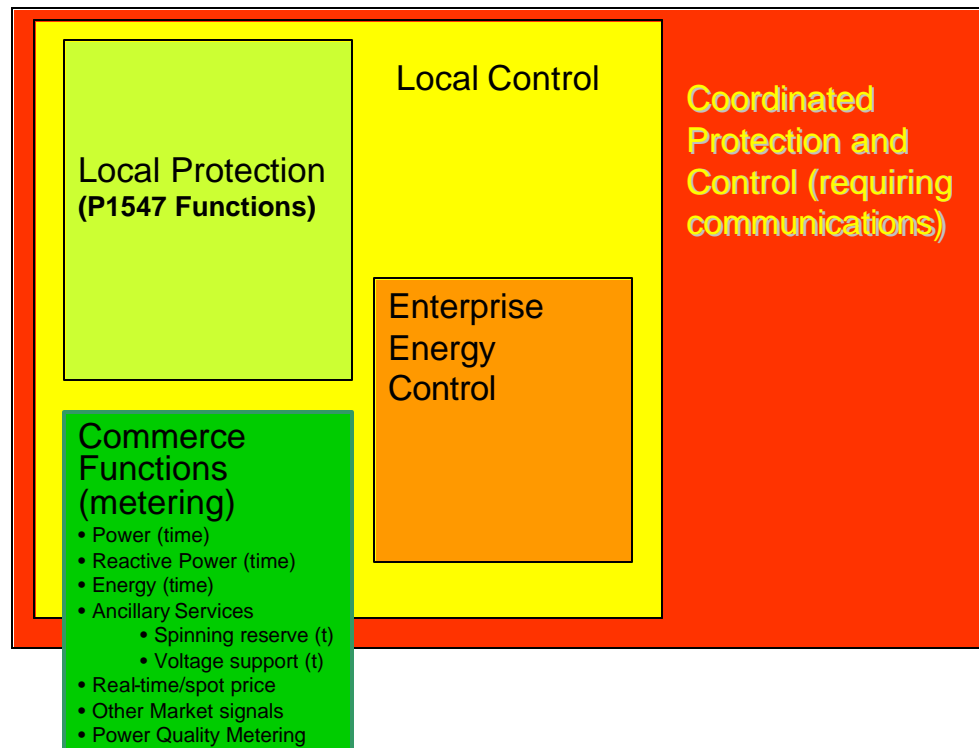 Local Control
Local Protection
(P1547 Functions)
Coordinated
Protection and
Control (requiring
communications)
Enterprise
Energy
Control
Commerce
Functions
(metering)
• Power (time)
• Reactive Power (time)
• Energy (time)
• Ancillary Services
• Spinning reserve (t)
• Voltage support (t)
• Real-time/spot price
• Other Market signals
• Power Quality Metering